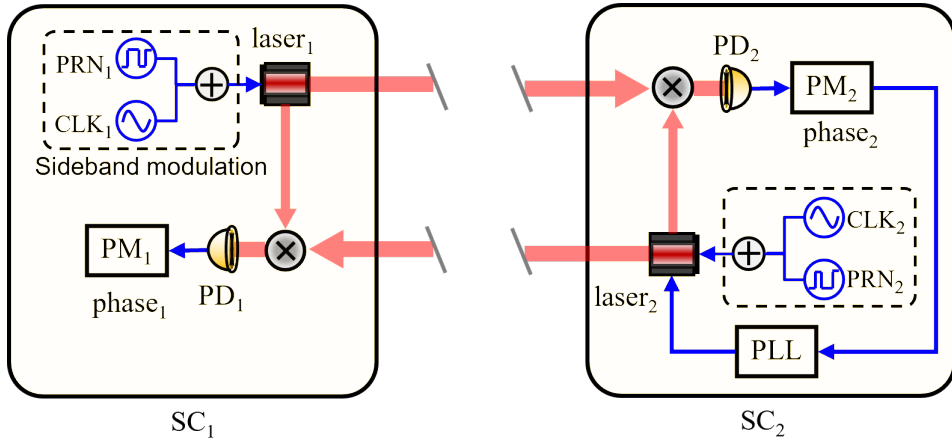 laser₁
PRN₁
CLK₁
Sideband modulation
PM₁
phase₁
PD₁
SC₁
PD₂
PM₂
phase₂
CLK₂
PRN₂
laser₂
PLL
SC₂